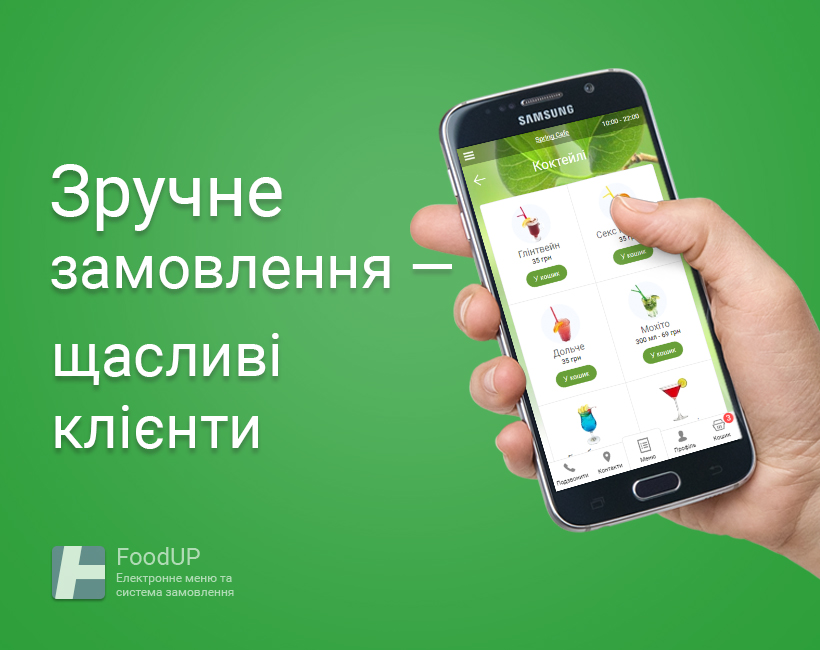 Зручне
замовлення —
щасливі
клієнти
FoodUP
Електронне меню та
система замовлення
SAMSUNG
Spring Cafe
10:00 - 22:00
Коктейлі
Глінтвейн
35 грн
У кошик
Секс
35
У кошик
Дольче
35 грн
У кошик
Мохіто
300 мл - 69 грн
У кошик
Подзвонити
Контакти
Меню
Профіль
Кошик
3